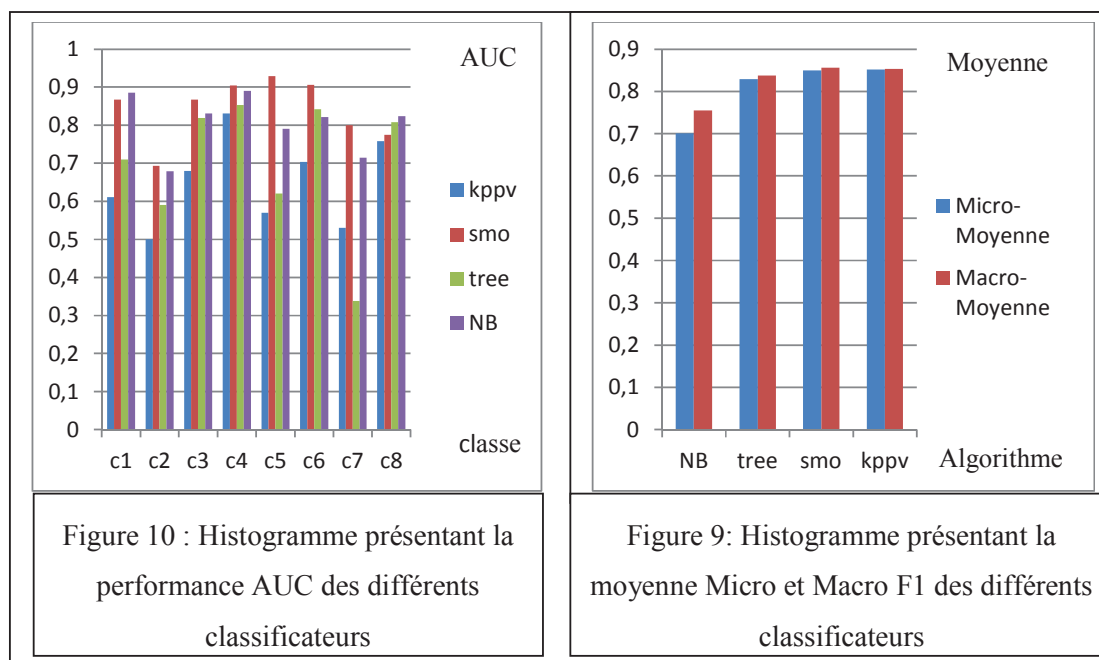 AUC
1
0,9
0,8
0,7
0,6
0,5
0,4
0,3
0,2
0,1
0
kppv
smo
tree
NB
c1 c2 c3 c4 c5 c6 c7 c8
classe
Figure 10 : Histogramme présentant la
performance AUC des différents
classificateurs
Moyenne
0,9
0,8
0,7
0,6
0,5
0,4
0,3
0,2
0,1
0
Micro-
Moyenne
Macro-
Moyenne
NB tree smo kppv
Algorithme
Figure 9: Histogramme présentant la
moyenne Micro et Macro F1 des différents
classificateurs